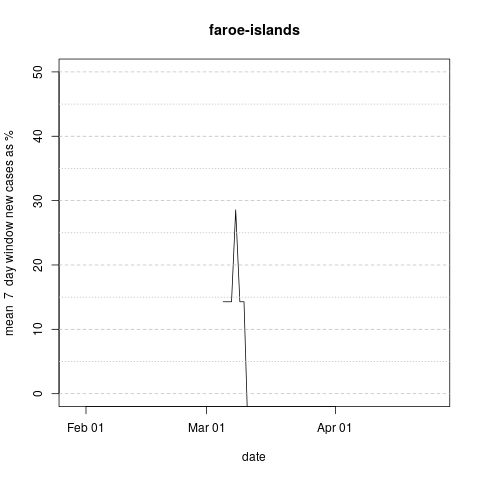 faroe-islands
mean 7 day window new cases as %
50
40
30
20
10
0
Feb 01
Mar 01
Apr 01
date